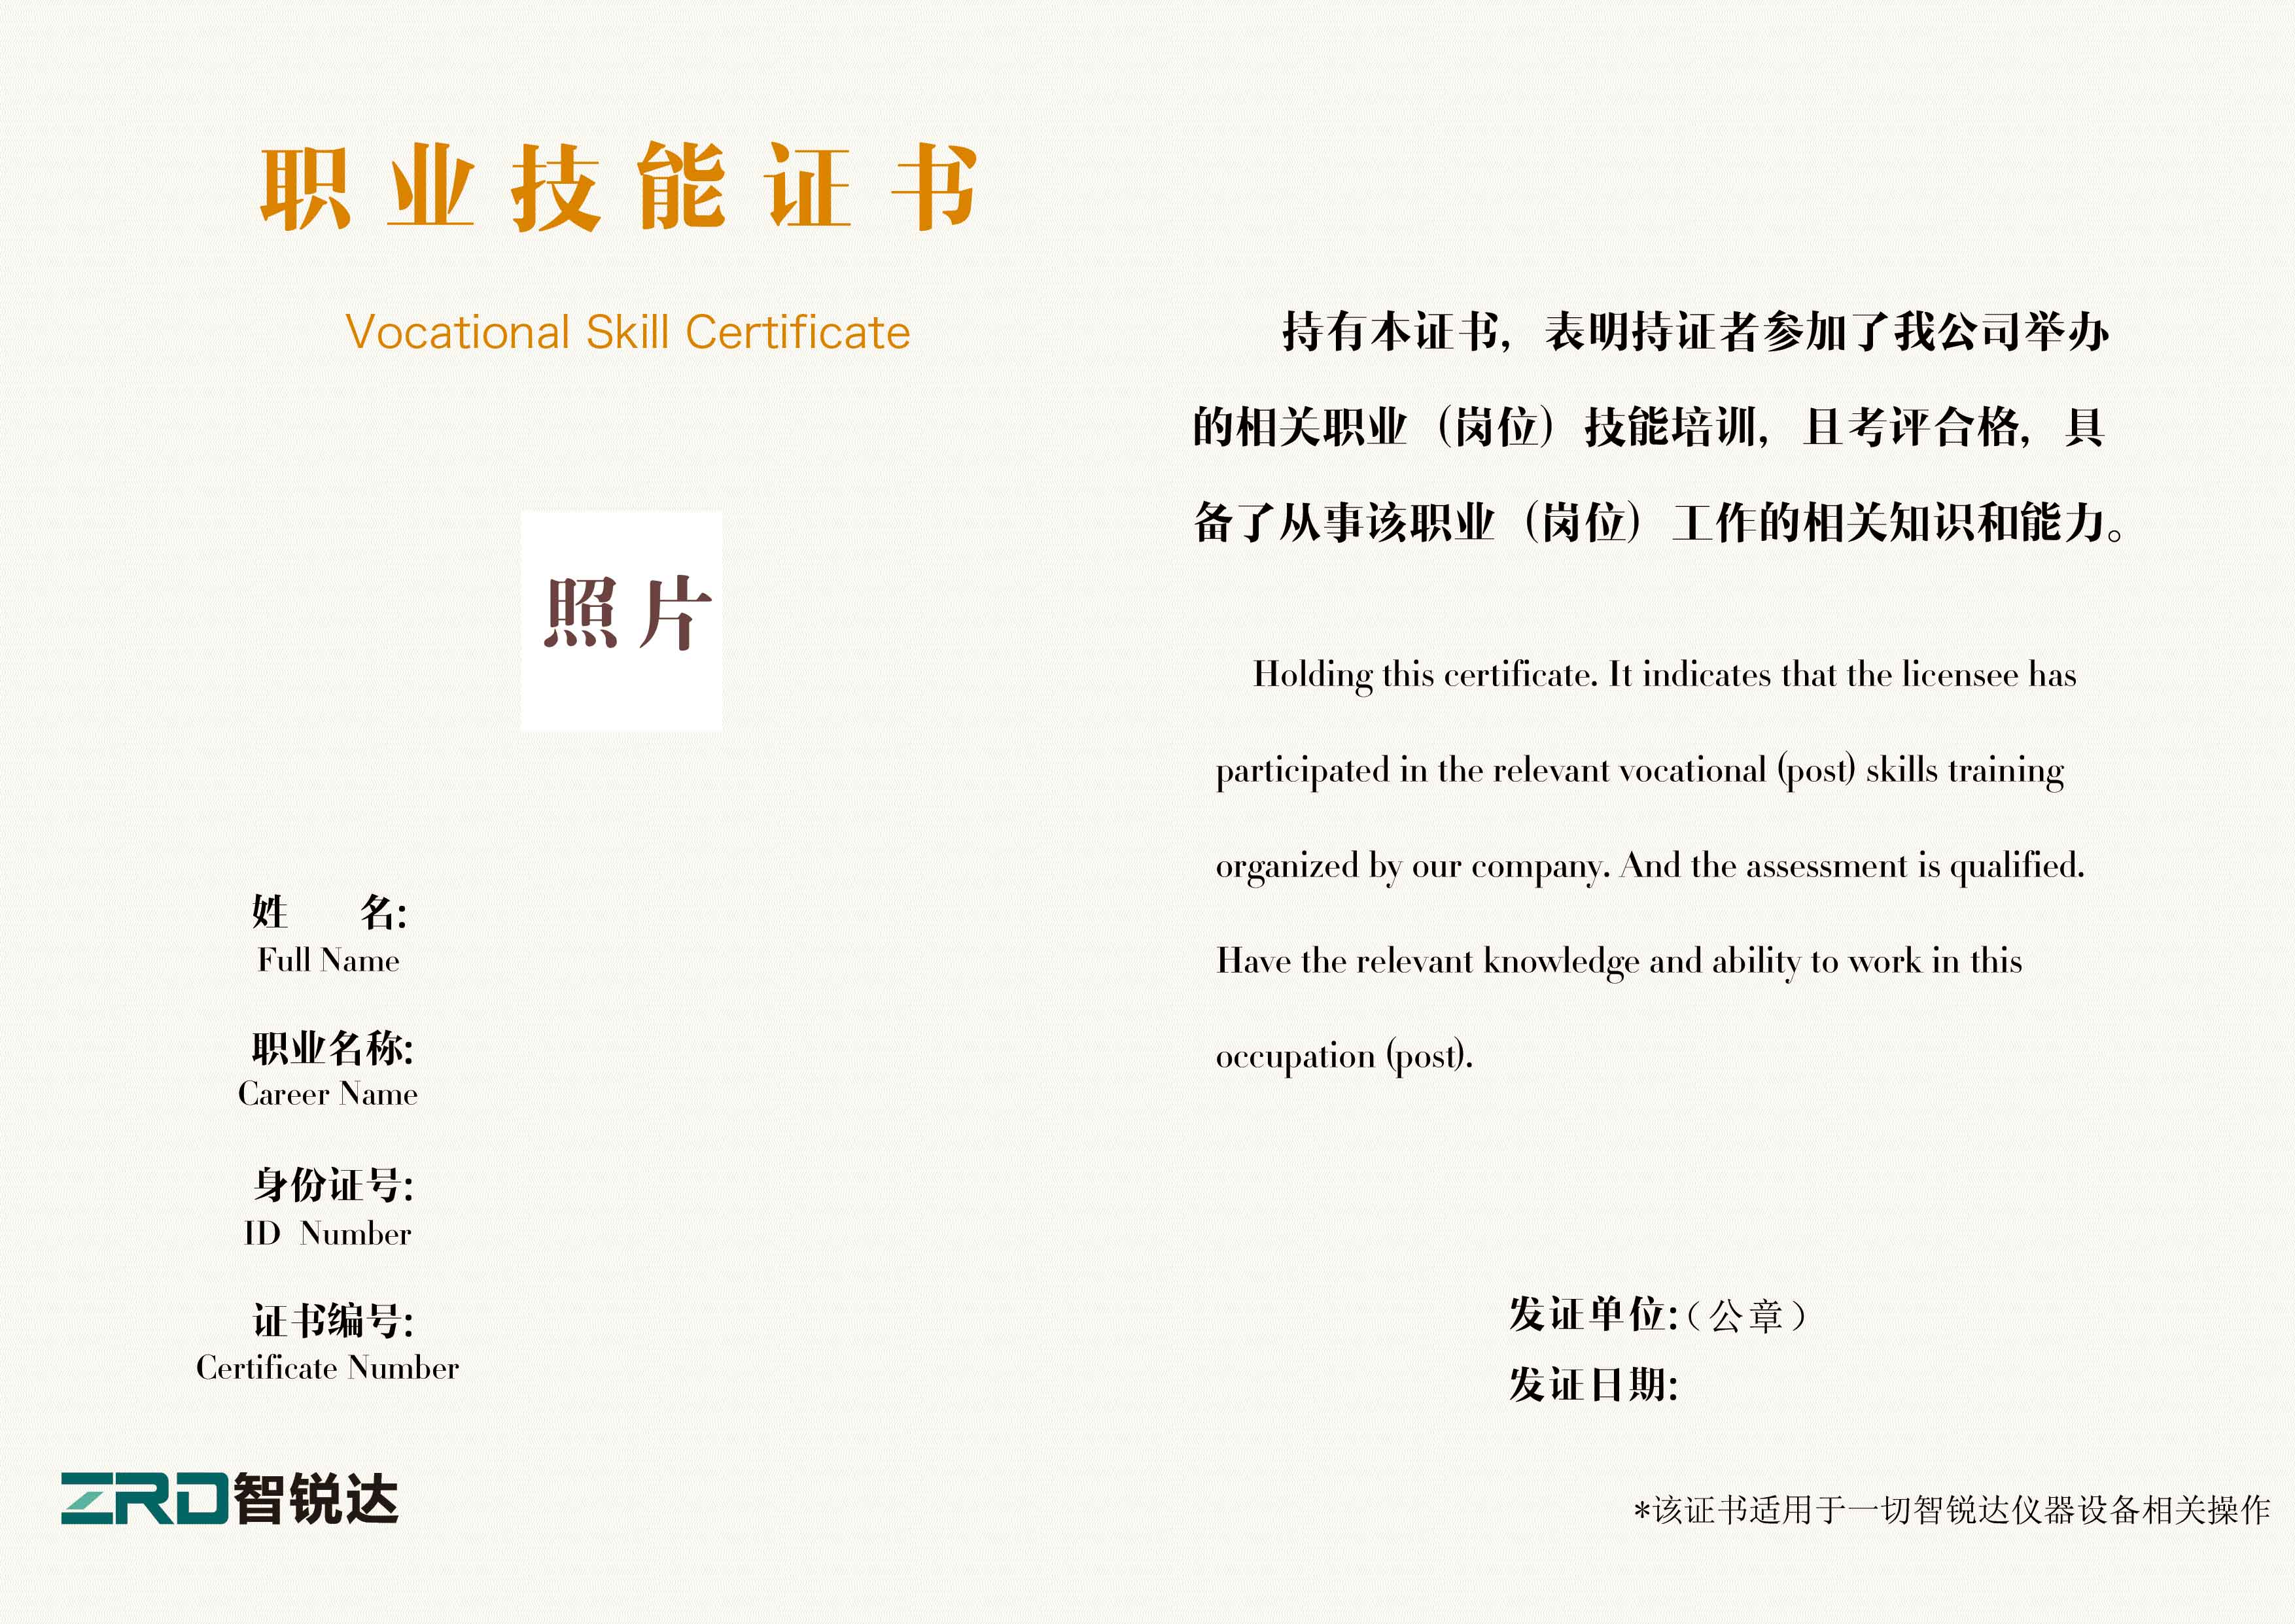 职业技能证书
Vocational Skill Certificate
照片
姓 名:
Full Name
职业名称:
Career Name
身份证号:
ID Number
证书编号:
Certificate Number
ZRD智锐达
持有本证书，表明持证者参加了我公司举办
的相关职业（岗位）技能培训，且考评合格，具
备了从事该职业（岗位）工作的相关知识和能力。
Holding this certificate. It indicates that the licensee has
participated in the relevant vocational (post) skills training
organized by our company. And the assessment is qualified.
Have the relevant knowledge and ability to work in this
occupation (post).
发证单位:（公章）
发证日期:
*该证书适用于一切智锐达仪器设备相关操作